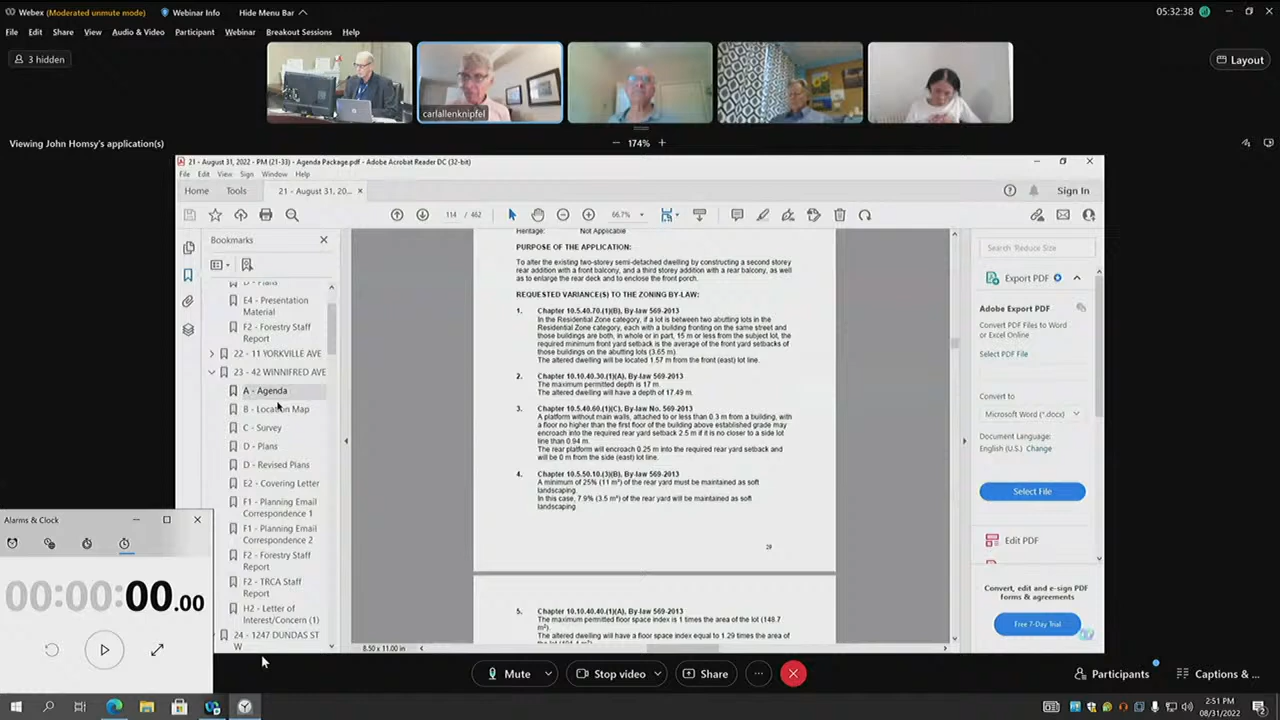 Webex (Moderated unmute mode) Webinar Info Hide Menu Bar 05:32:38
File Edit Share View Audio & Video Participant Webinar Breakout Sessions Help
3 hidden
Layout
carlallenknipfel
174%
Viewing John Homsy's application(s)
21 - August 31, 2022 - PM (21-33) - Agenda Package.pdf - Adobe Acrobat Reader DC (32-bit)
File Edit View Sign Window Help
Home Tools 21 - August 31, 20... Sign In
114 / 462 66.7%
Bookmarks
D - Plans
E4 - Presentation
Material
F2 - Forestry Staff
Report
22 - 11 YORKVILLE AVE
23 - 42 WINNIFRED AVE
A - Agenda
B - Location Map
C - Survey
D - Plans
D - Revised Plans
E2 - Covering Letter
F1 - Planning Email
Correspondence 1
F1 - Planning Email
Correspondence 2
F2 - Forestry Staff
Report
F2 - TRCA Staff
Report
H2 - Letter of
Interest/Concern (1)
24 - 1247 DUNDAS ST
W
Heritage: Not Applicable
PURPOSE OF THE APPLICATION:
To alter the existing two-storey semi-detached dwelling by constructing a second storey
rear addition with a front balcony, and a third storey addition with a rear balcony, as well
as to enlarge the rear deck and to enclose the front porch.
REQUESTED VARIANCE(S) TO THE ZONING BY-LAW:
1. Chapter 10.5.40.70.(1)(B), By-law 569-2013
In the Residential Zone category, if a lot is between two abutting lots in the
Residential Zone category, each with a building fronting on the same street and
those buildings are both, in whole or in part, 15 m or less from the subject lot, the
required minimum front yard setback is the average of the front yard setbacks of
those buildings on the abutting lots (3.65 m).
The altered dwelling will be located 1.57 m from the front (east) lot line.
2. Chapter 10.10.40.30.(1)(A), By-law 569-2013
The maximum permitted depth is 17 m.
The altered dwelling will have a depth of 17.49 m.
3. Chapter 10.5.40.60.(1)(C), By-law No. 569-2013
A platform without main walls, attached to or less than 0.3 m from a building, with
a floor no higher than the first floor of the building above established grade may
encroach into the required rear yard setback 2.5 m if it is no closer to a side lot
line than 0.94 m.
The rear platform will encroach 0.25 m into the required rear yard setback and
will be 0 m from the side (east) lot line.
4. Chapter 10.5.50.10.(3)(B), By-law 569-2013
A minimum of 25% (11 m²) of the rear yard must be maintained as soft
landscaping.
In this case, 7.9% (3.5 m²) of the rear yard will be maintained as soft
landscaping
29
5. Chapter 10.10.40.40.(1)(A), By-law 569-2013
The maximum permitted floor space index is 1 times the area of the lot (148.7
m²).
The altered dwelling will have a floor space index equal to 1.29 times the area of
8.50 x 11.00 in
Search 'Reduce Size'
Export PDF
Adobe Export PDF
Convert PDF Files to Word
or Excel Online
Select PDF File
Convert to
Microsoft Word (*.docx)
Document Language:
English (U.S.) Change
Select File
Edit PDF
Convert, edit and e-sign PDF
forms & agreements
Free 7-Day Trial
Alarms & Clock
00:00:00.00
Mute Stop video Share Participants Captions & ...
2:51 PM
08/31/2022